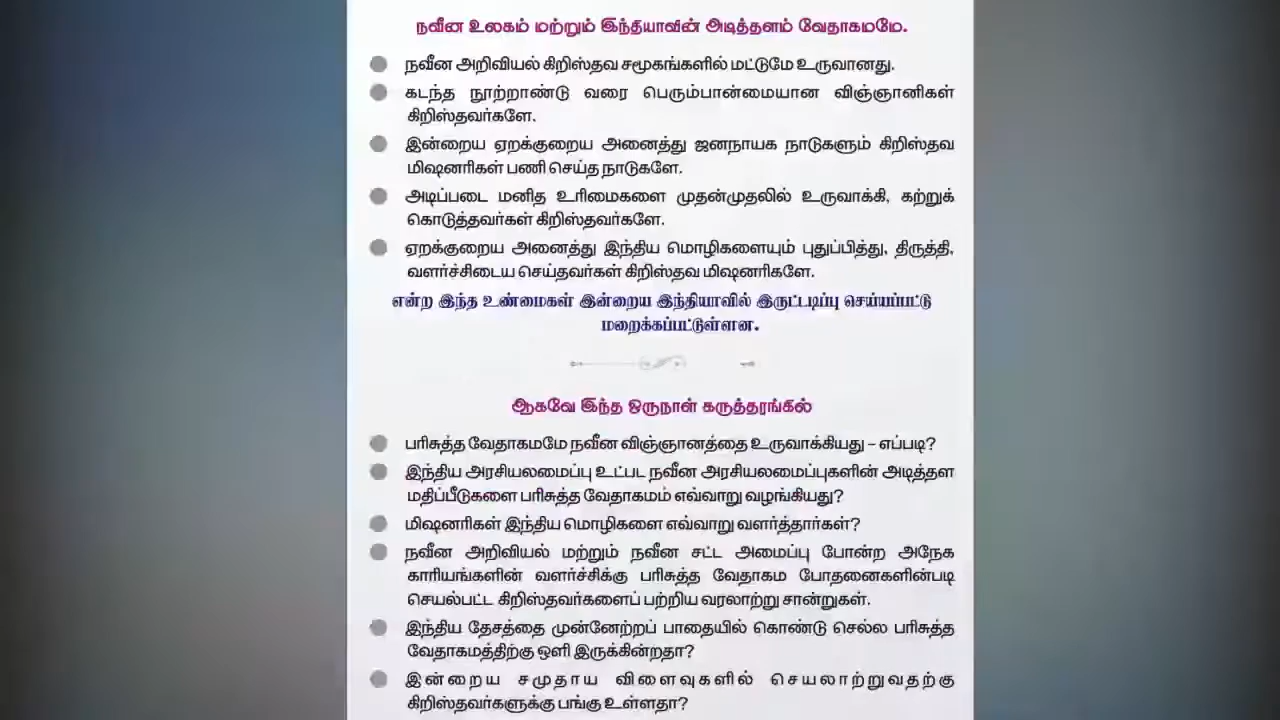 நவீன உலகம் மற்றும் இந்தியாவின் அடித்தளம் வேதாகமமே.
நவீன அறிவியல் கிறிஸ்தவ சமூகங்களில் மட்டுமே உருவானது.
கடந்த நூற்றாண்டு வரை பெரும்பான்மையான விஞ்ஞானிகள்
கிறிஸ்தவர்களே.
இன்றைய ஏறக்குறைய அனைத்து ஜனநாயக நாடுகளும் கிறிஸ்தவ
மிஷனரிகள் பணி செய்த நாடுகளே.
அடிப்படை மனித உரிமைகளை முதன்முதலில் உருவாக்கி, கற்றுக்
கொடுத்தவர்கள் கிறிஸ்தவர்களே.
ஏறக்குறைய அனைத்து இந்திய மொழிகளையும் புதுப்பித்து, திருத்தி,
வளர்ச்சிடைய செய்தவர்கள் கிறிஸ்தவ மிஷனரிகளே.
என்ற இந்த உண்மைகள் இன்றைய இந்தியாவில் இருட்டடிப்பு செய்யப்பட்டு
மறைக்கப்பட்டுள்ளன.
ஆகவே இந்த ஒருநாள் கருத்தரங்கில்
பரிசுத்த வேதாகமமே நவீன விஞ்ஞானத்தை உருவாக்கியது – எப்படி?
இந்திய அரசியலமைப்பு உட்பட நவீன அரசியலமைப்புகளின் அடித்தள
மதிப்பீடுகளை பரிசுத்த வேதாகமம் எவ்வாறு வழங்கியது?
மிஷனரிகள் இந்திய மொழிகளை எவ்வாறு வளர்த்தார்கள்?
நவீன அறிவியல் மற்றும் நவீன சட்ட அமைப்பு போன்ற அநேக
காரியங்களின் வளர்ச்சிக்கு பரிசுத்த வேதாகம போதனைகளின்படி
செயல்பட்ட கிறிஸ்தவர்களைப் பற்றிய வரலாற்று சான்றுகள்.
இந்திய தேசத்தை முன்னேற்றப் பாதையில் கொண்டு செல்ல பரிசுத்த
வேதாகமத்திற்கு ஒளி இருக்கின்றதா?
இன்றைய சமுதாய விளைவுகளில் செயலாற்றுவதற்கு
கிறிஸ்தவர்களுக்கு பங்கு உள்ளதா?